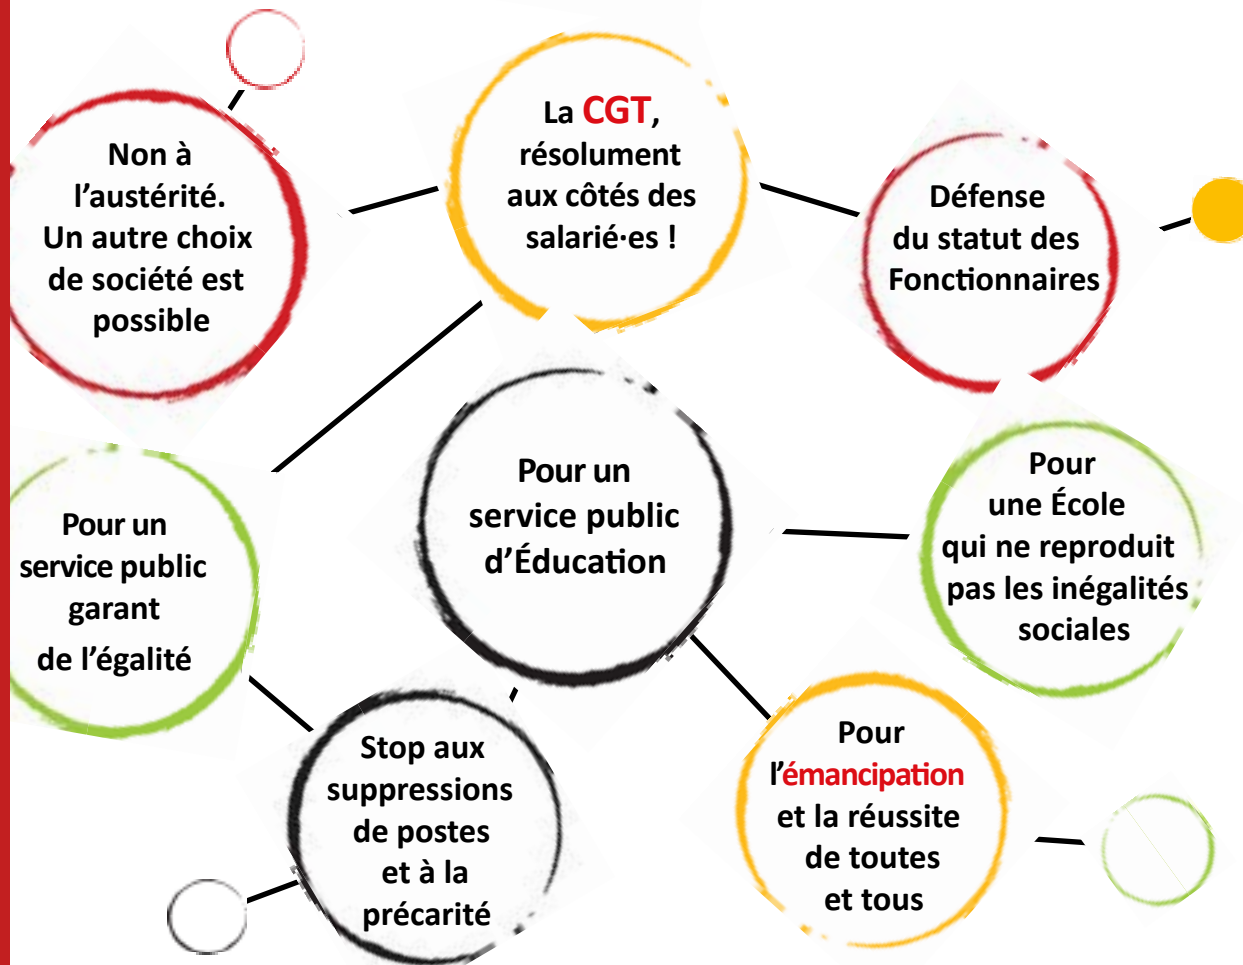 Non à
l'austérité.
Un autre choix
de société est
possible
La CGT,
résolument
aux côtés des
salarié·es !
Défense
du statut des
Fonctionnaires
Pour un
service public
garant
de l'égalité
Pour un
service public
d'Éducation
Pour
une École
qui ne reproduit
pas les inégalités
sociales
Stop aux
suppressions
de postes
et à la
précarité
Pour
l'émancipation
et la réussite
de toutes
et tous